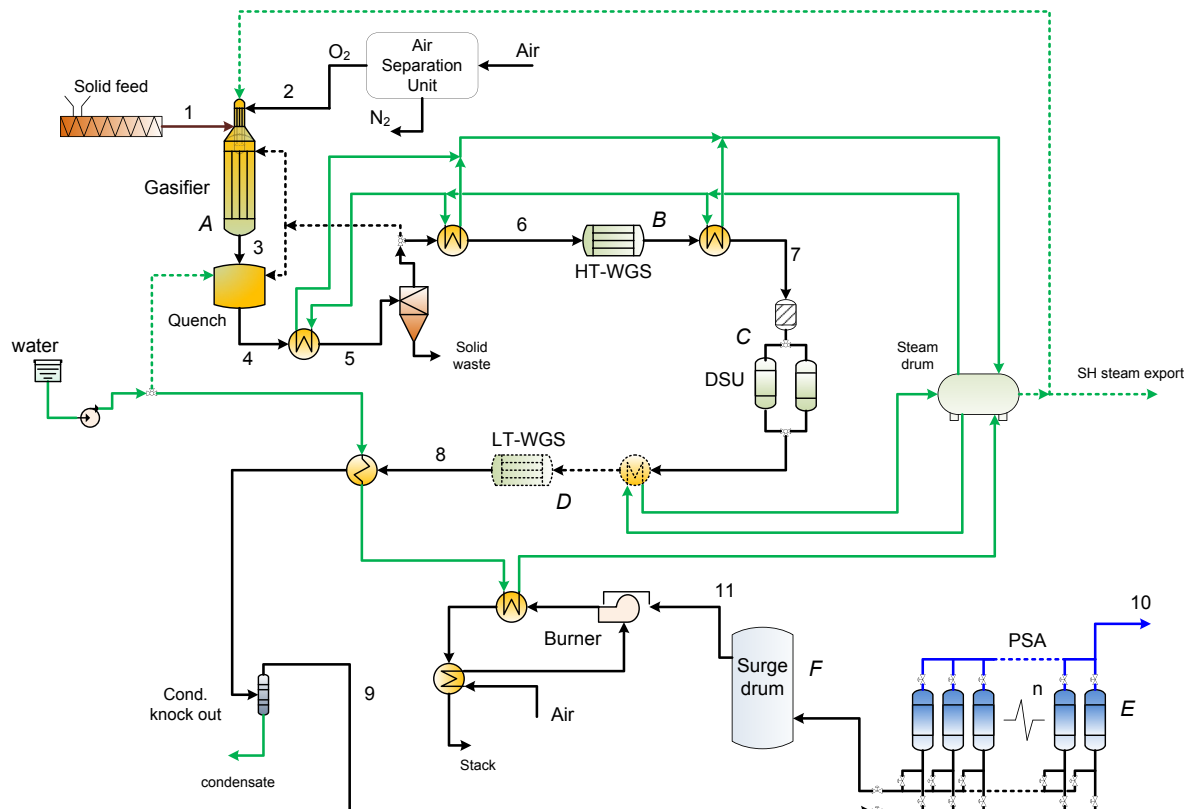 O2
Air
Separation
Unit
Air
Solid feed
1
2
N2
Gasifier
A
3
6
B
7
HT-WGS
Quench
4
5
Solid
waste
C
DSU
Steam
drum
SH steam export
water
LT-WGS
8
D
11
10
Burner
PSA
Surge
drum
F
n
E
Cond.
knock out
9
Air
Stack
condensate